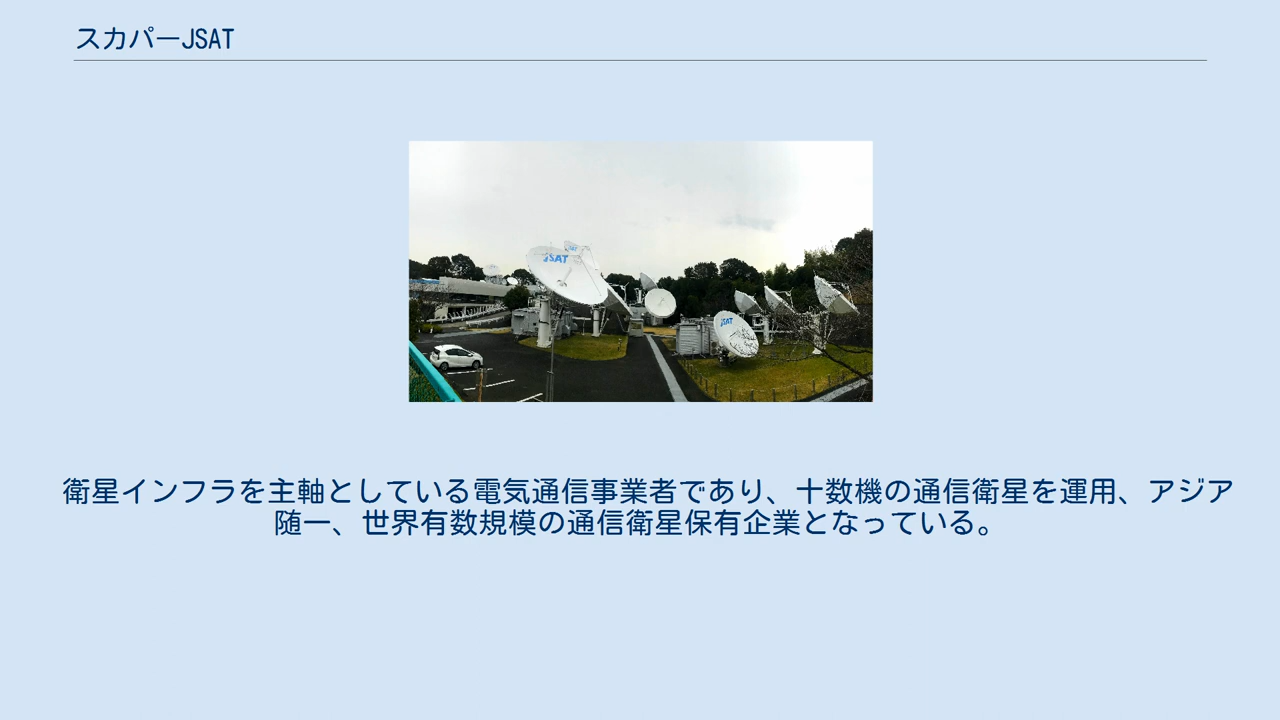 スカパーJSAT
JSAT
JSAT
衛星インフラを主軸としている電気通信事業者であり、十数機の通信衛星を運用、アジア
随一、世界有数規模の通信衛星保有企業となっている。